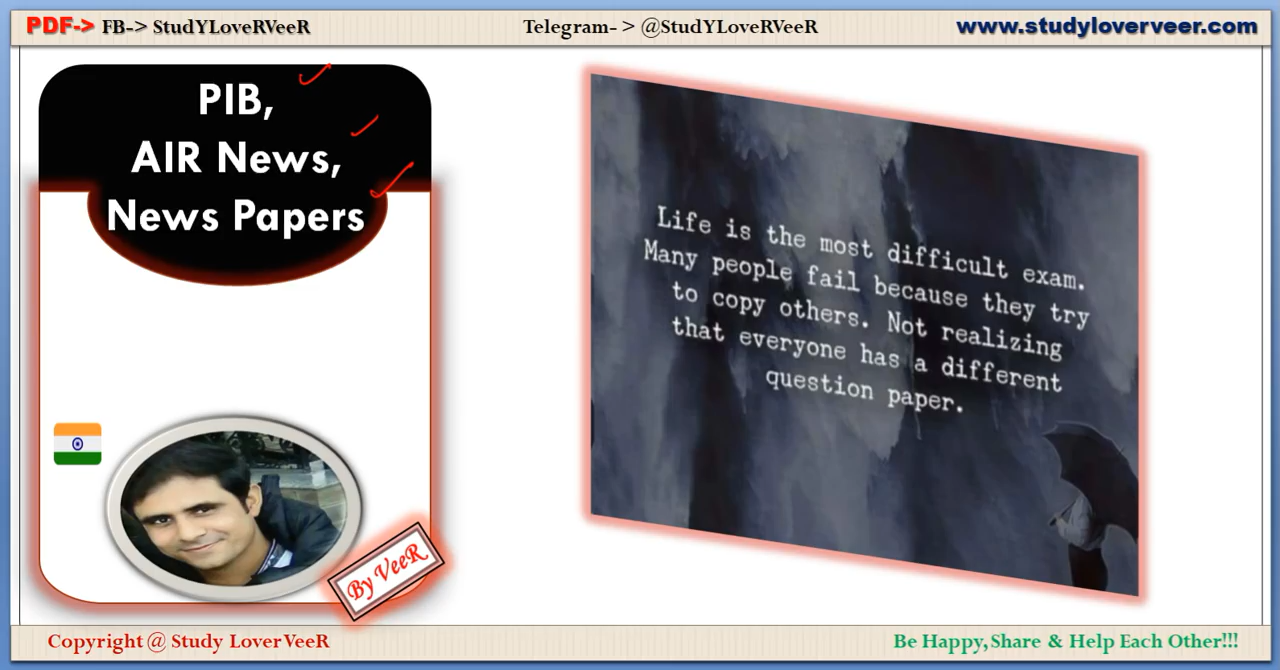 PDF-> FB-> StudYLoveRVeeR
Telegram- > @StudYLoveRVeeR
www.studyloverveer.com
PIB,
AIR News,
News Papers
Life is the most difficult exam.
Many people fail because they try
to copy others. Not realizing
that everyone has a different
question paper.
By VeeR
Copyright @ Study LoverVeeR
Be Happy,Share & Help Each Other!!!